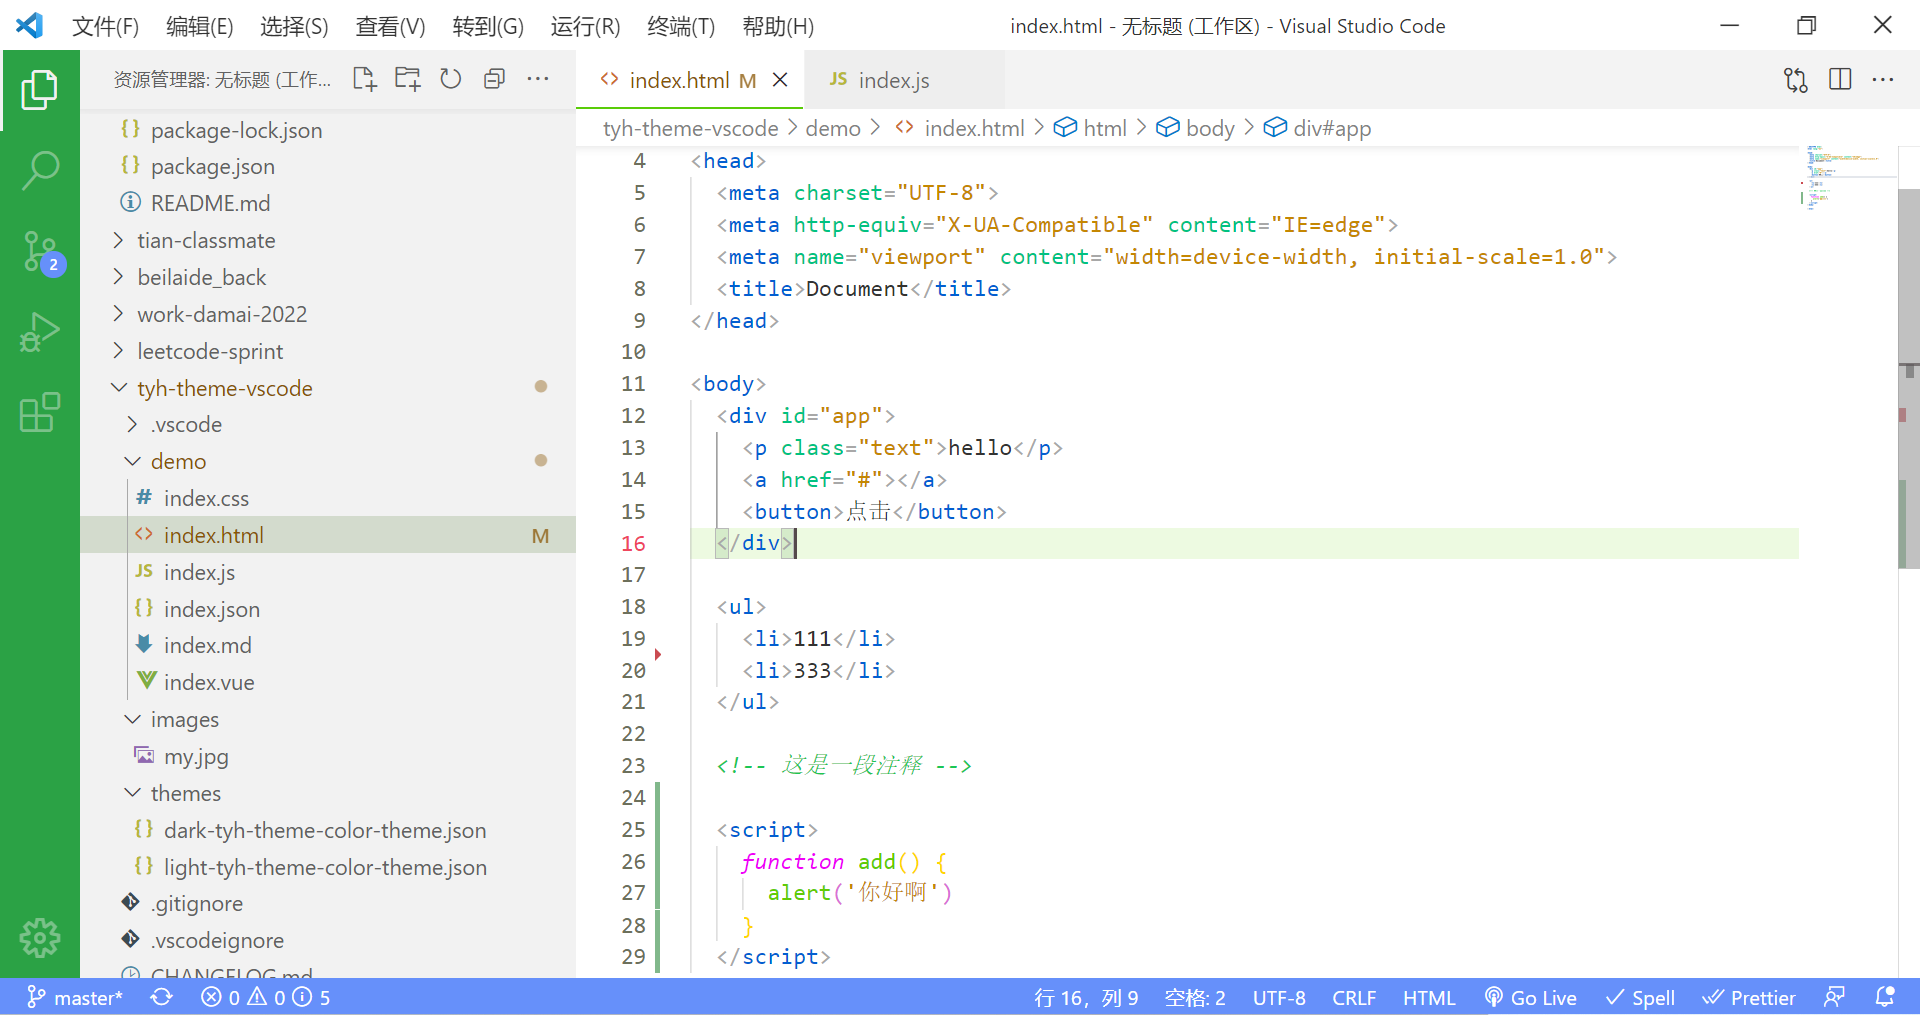 文件(F) 编辑(E) 选择(S) 查看(V) 转到(G) 运行(R) 终端(T) 帮助(H) index.html - 无标题 (工作区) - Visual Studio Code
资源管理器: 无标题 (工作...
index.html M
JS index.js
tyh-theme-vscode > demo > <> index.html > html > body > div#app
{} package-lock.json
{} package.json
README.md
> tian-classmate
> beilaide_back
> work-damai-2022
> leetcode-sprint
tyh-theme-vscode
> .vscode
demo
# index.css
<> index.html M
JS index.js
{} index.json
index.md
index.vue
images
my.jpg
themes
{} dark-tyh-theme-color-theme.json
{} light-tyh-theme-color-theme.json
.gitignore
.vscodeignore
CHANGELOG.md
2
4 <head>
5 <meta charset="UTF-8">
6 <meta http-equiv="X-UA-Compatible" content="IE=edge">
7 <meta name="viewport" content="width=device-width, initial-scale=1.0">
8 <title>Document</title>
9 </head>
10
11 <body>
12 <div id="app">
13 <p class="text">hello</p>
14 <a href="#"></a>
15 <button>点击</button>
16 </div>
17
18 <ul>
19 <li>111</li>
20 <li>333</li>
21 </ul>
22
23 <!-- 这是一段注释 -->
24
25 <script>
26 function add() {
27 alert('你好啊')
28 }
29 </script>
master* 0 0 5 行 16，列 9 空格: 2 UTF-8 CRLF HTML Go Live Spell Prettier